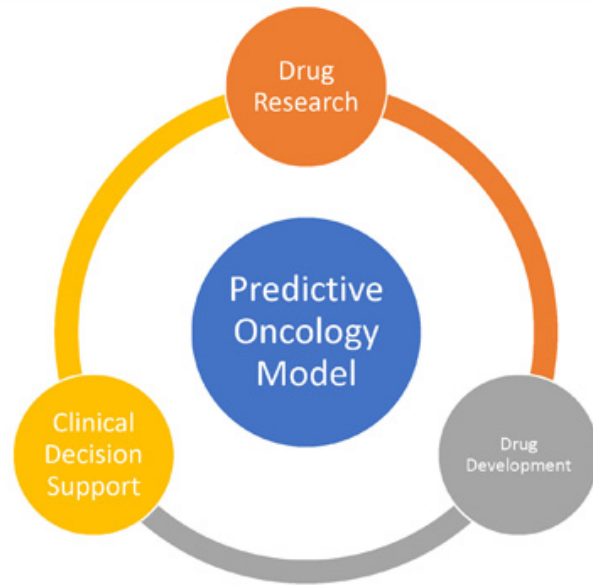 Drug
Research
Predictive
Oncology
Model
Clinical
Decision
Support
Drug
Development